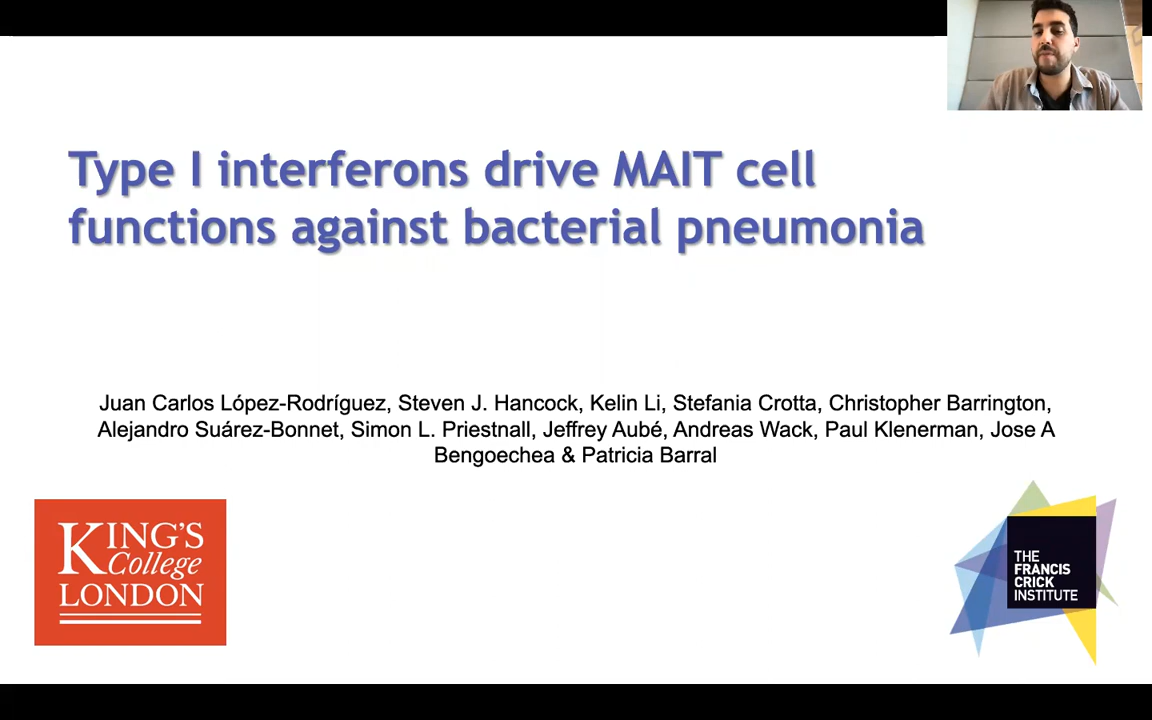 Type I interferons drive MAIT cell
functions against bacterial pneumonia
Juan Carlos López-Rodríguez, Steven J. Hancock, Kelin Li, Stefania Crotta, Christopher Barrington,
Alejandro Suárez-Bonnet, Simon L. Priestnall, Jeffrey Aubé, Andreas Wack, Paul Klenerman, Jose A
Bengoechea & Patricia Barral
KING'S
College
LONDON
THE
FRANCIS
CRICK
INSTITUTE